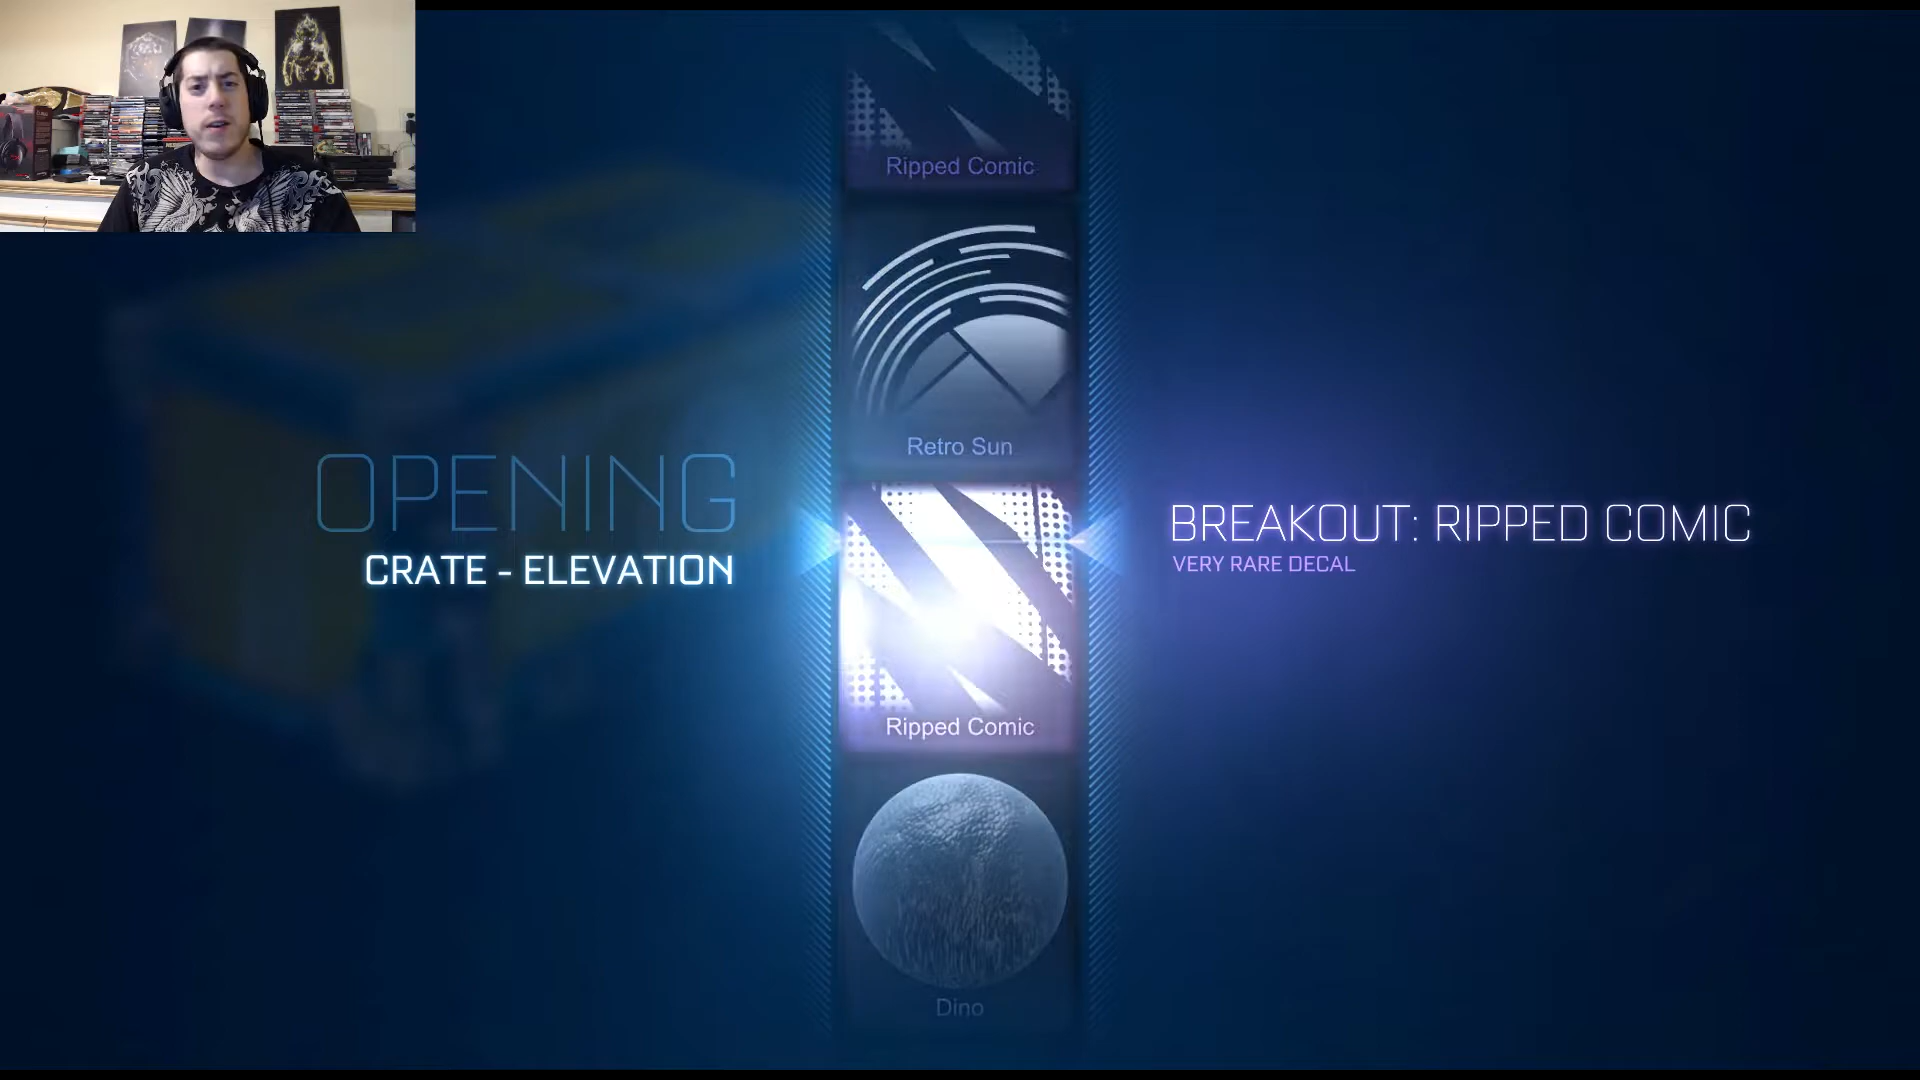 Ripped Comic
Retro Sun
OPENING
CRATE - ELEVATION
BREAKOUT: RIPPED COMIC
VERY RARE DECAL
Ripped Comic
Dino